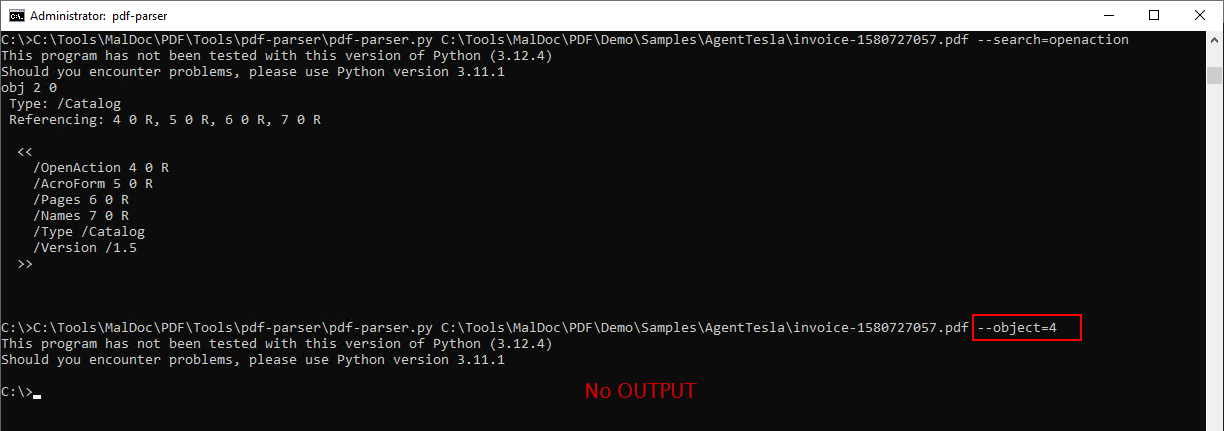 Administrator: pdf-parser
C:\>C:\Tools\MalDoc\PDF\Tools\pdf-parser\pdf-parser.py C:\Tools\MalDoc\PDF\Demo\Samples\AgentTesla\invoice-1580727057.pdf --search=openaction
This program has not been tested with this version of Python (3.12.4)
Should you encounter problems, please use Python version 3.11.1
obj 2 0
Type: /Catalog
Referencing: 4 0 R, 5 0 R, 6 0 R, 7 0 R
<<
/OpenAction 4 0 R
/AcroForm 5 0 R
/Pages 6 0 R
/Names 7 0 R
/Type /Catalog
/Version /1.5
>>
C:\>C:\Tools\MalDoc\PDF\Tools\pdf-parser\pdf-parser.py C:\Tools\MalDoc\PDF\Demo\Samples\AgentTesla\invoice-1580727057.pdf --object=4
This program has not been tested with this version of Python (3.12.4)
Should you encounter problems, please use Python version 3.11.1
C:\>
No OUTPUT